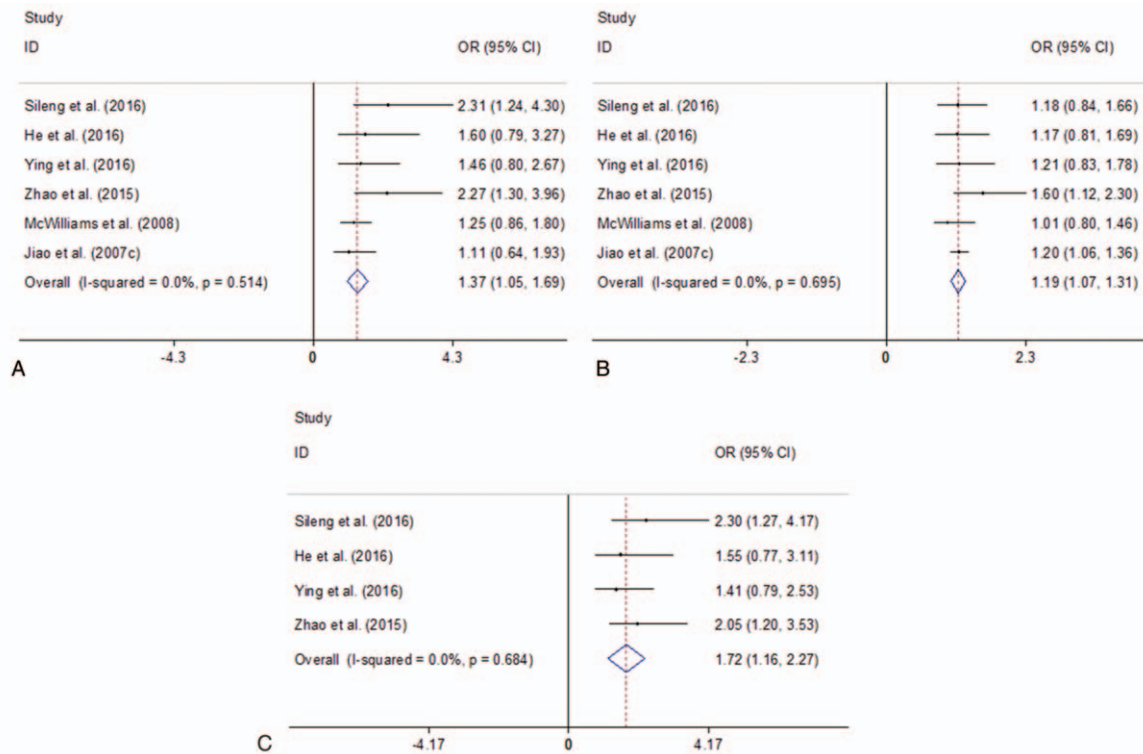 Study
ID OR (95% CI)
Sileng et al. (2016) 2.31 (1.24, 4.30)
He et al. (2016) 1.60 (0.79, 3.27)
Ying et al. (2016) 1.46 (0.80, 2.67)
Zhao et al. (2015) 2.27 (1.30, 3.96)
McWilliams et al. (2008) 1.25 (0.86, 1.80)
Jiao et al. (2007c) 1.11 (0.64, 1.93)
Overall (I-squared = 0.0%, p = 0.514) 1.37 (1.05, 1.69)
-4.3 0 4.3
A
Study
ID OR (95% CI)
Sileng et al. (2016) 1.18 (0.84, 1.66)
He et al. (2016) 1.17 (0.81, 1.69)
Ying et al. (2016) 1.21 (0.83, 1.78)
Zhao et al. (2015) 1.60 (1.12, 2.30)
McWilliams et al. (2008) 1.01 (0.80, 1.46)
Jiao et al. (2007c) 1.20 (1.06, 1.36)
Overall (I-squared = 0.0%, p = 0.695) 1.19 (1.07, 1.31)
-2.3 0 2.3
B
Study
ID OR (95% CI)
Sileng et al. (2016) 2.30 (1.27, 4.17)
He et al. (2016) 1.55 (0.77, 3.11)
Ying et al. (2016) 1.41 (0.79, 2.53)
Zhao et al. (2015) 2.05 (1.20, 3.53)
Overall (I-squared = 0.0%, p = 0.684) 1.72 (1.16, 2.27)
-4.17 0 4.17
C